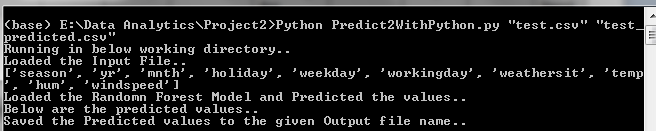 (base) E:\Data Analytics\Project2>Python Predict2WithPython.py "test.csv" "test_
predicted.csv"
Running in below working directory..
Loaded the Input File..
['season', 'yr', 'mnth', 'holiday', 'weekday', 'workingday', 'weathersit', 'temp
', 'hum', 'windspeed']
Loaded the Randomn Forest Model and Predicted the values..
Below are the predicted values..
Saved the Predicted values to the given Output file name..